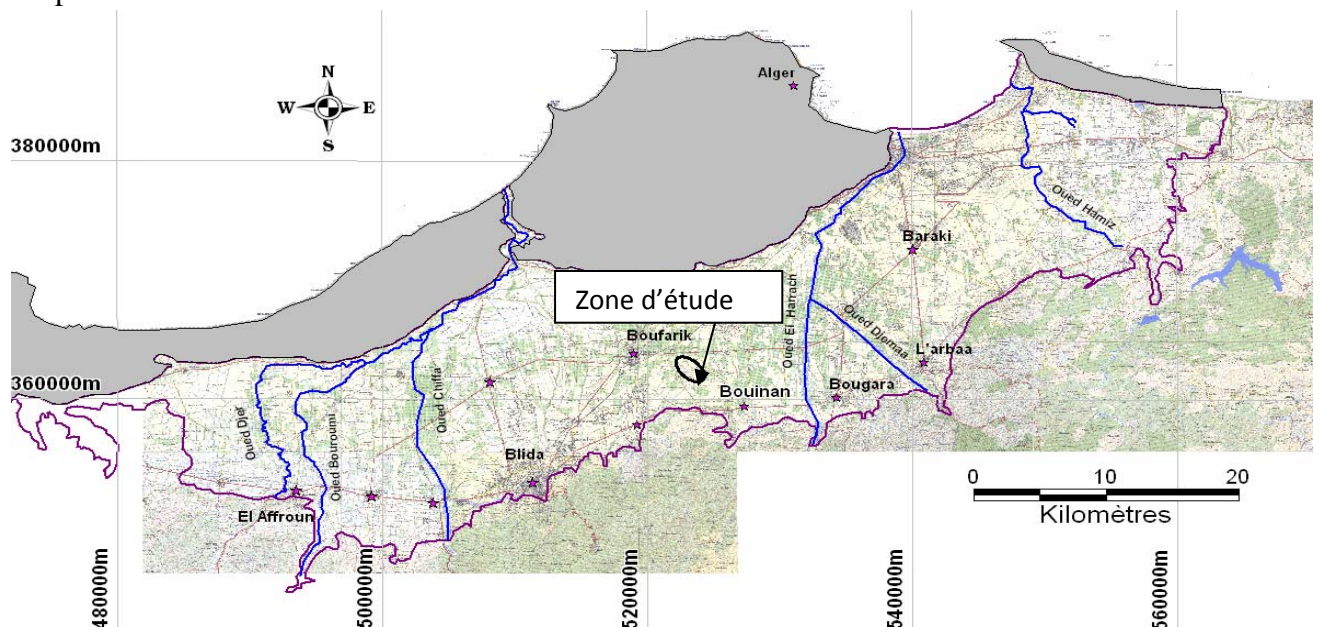 N
W E
S
Alger
380000m
Oued Hamiz
Baraki
Zone d'étude
Oued El Harrach
Oued Djemaa
Boufarik
L'arbaa
360000m
Bouinan
Bougara
Oued Chiffa
Oued Djer
Oued Bouroumi
Blida
El Affroun
0 10 20
Kilomètres
480000m
500000m
520000m
540000m
560000m